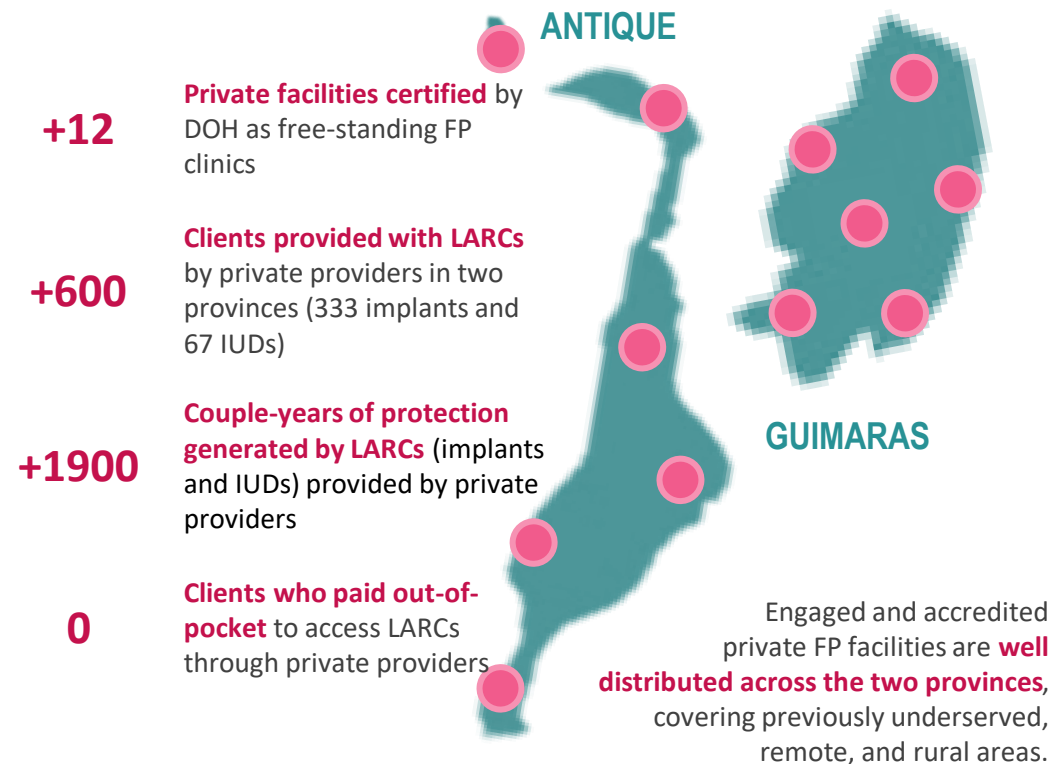 ANTIQUE
+12
Private facilities certified by
DOH as free-standing FP
clinics
+600
Clients provided with LARCs
by private providers in two
provinces (333 implants and
67 IUDs)
+1900
Couple-years of protection
generated by LARCs (implants
and IUDs) provided by private
providers
0
Clients who paid out-of-
pocket to access LARCs
through private providers
GUIMARAS
Engaged and accredited
private FP facilities are well
distributed across the two provinces,
covering previously underserved,
remote, and rural areas.